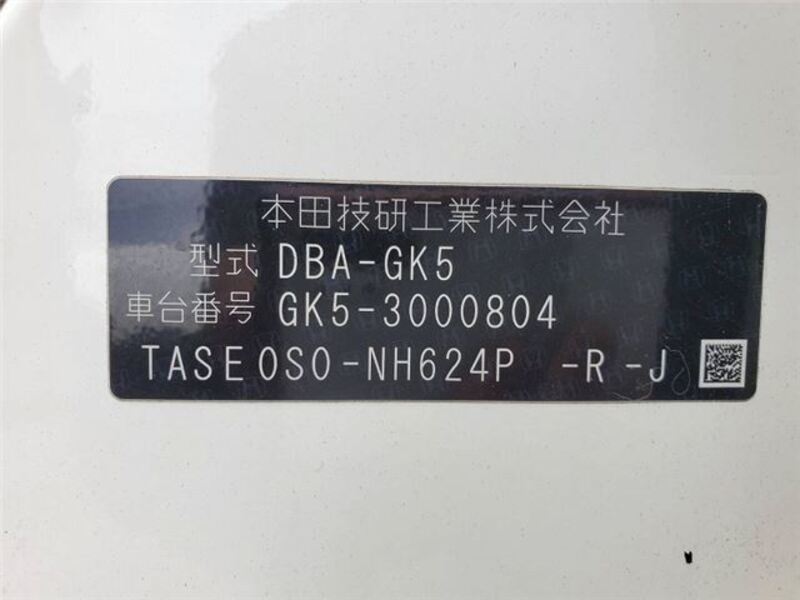 本田技研工業株式会社
型式 DBA-GK5
車台番号 GK5-3000804
TASE0S0-NH624P -R -J